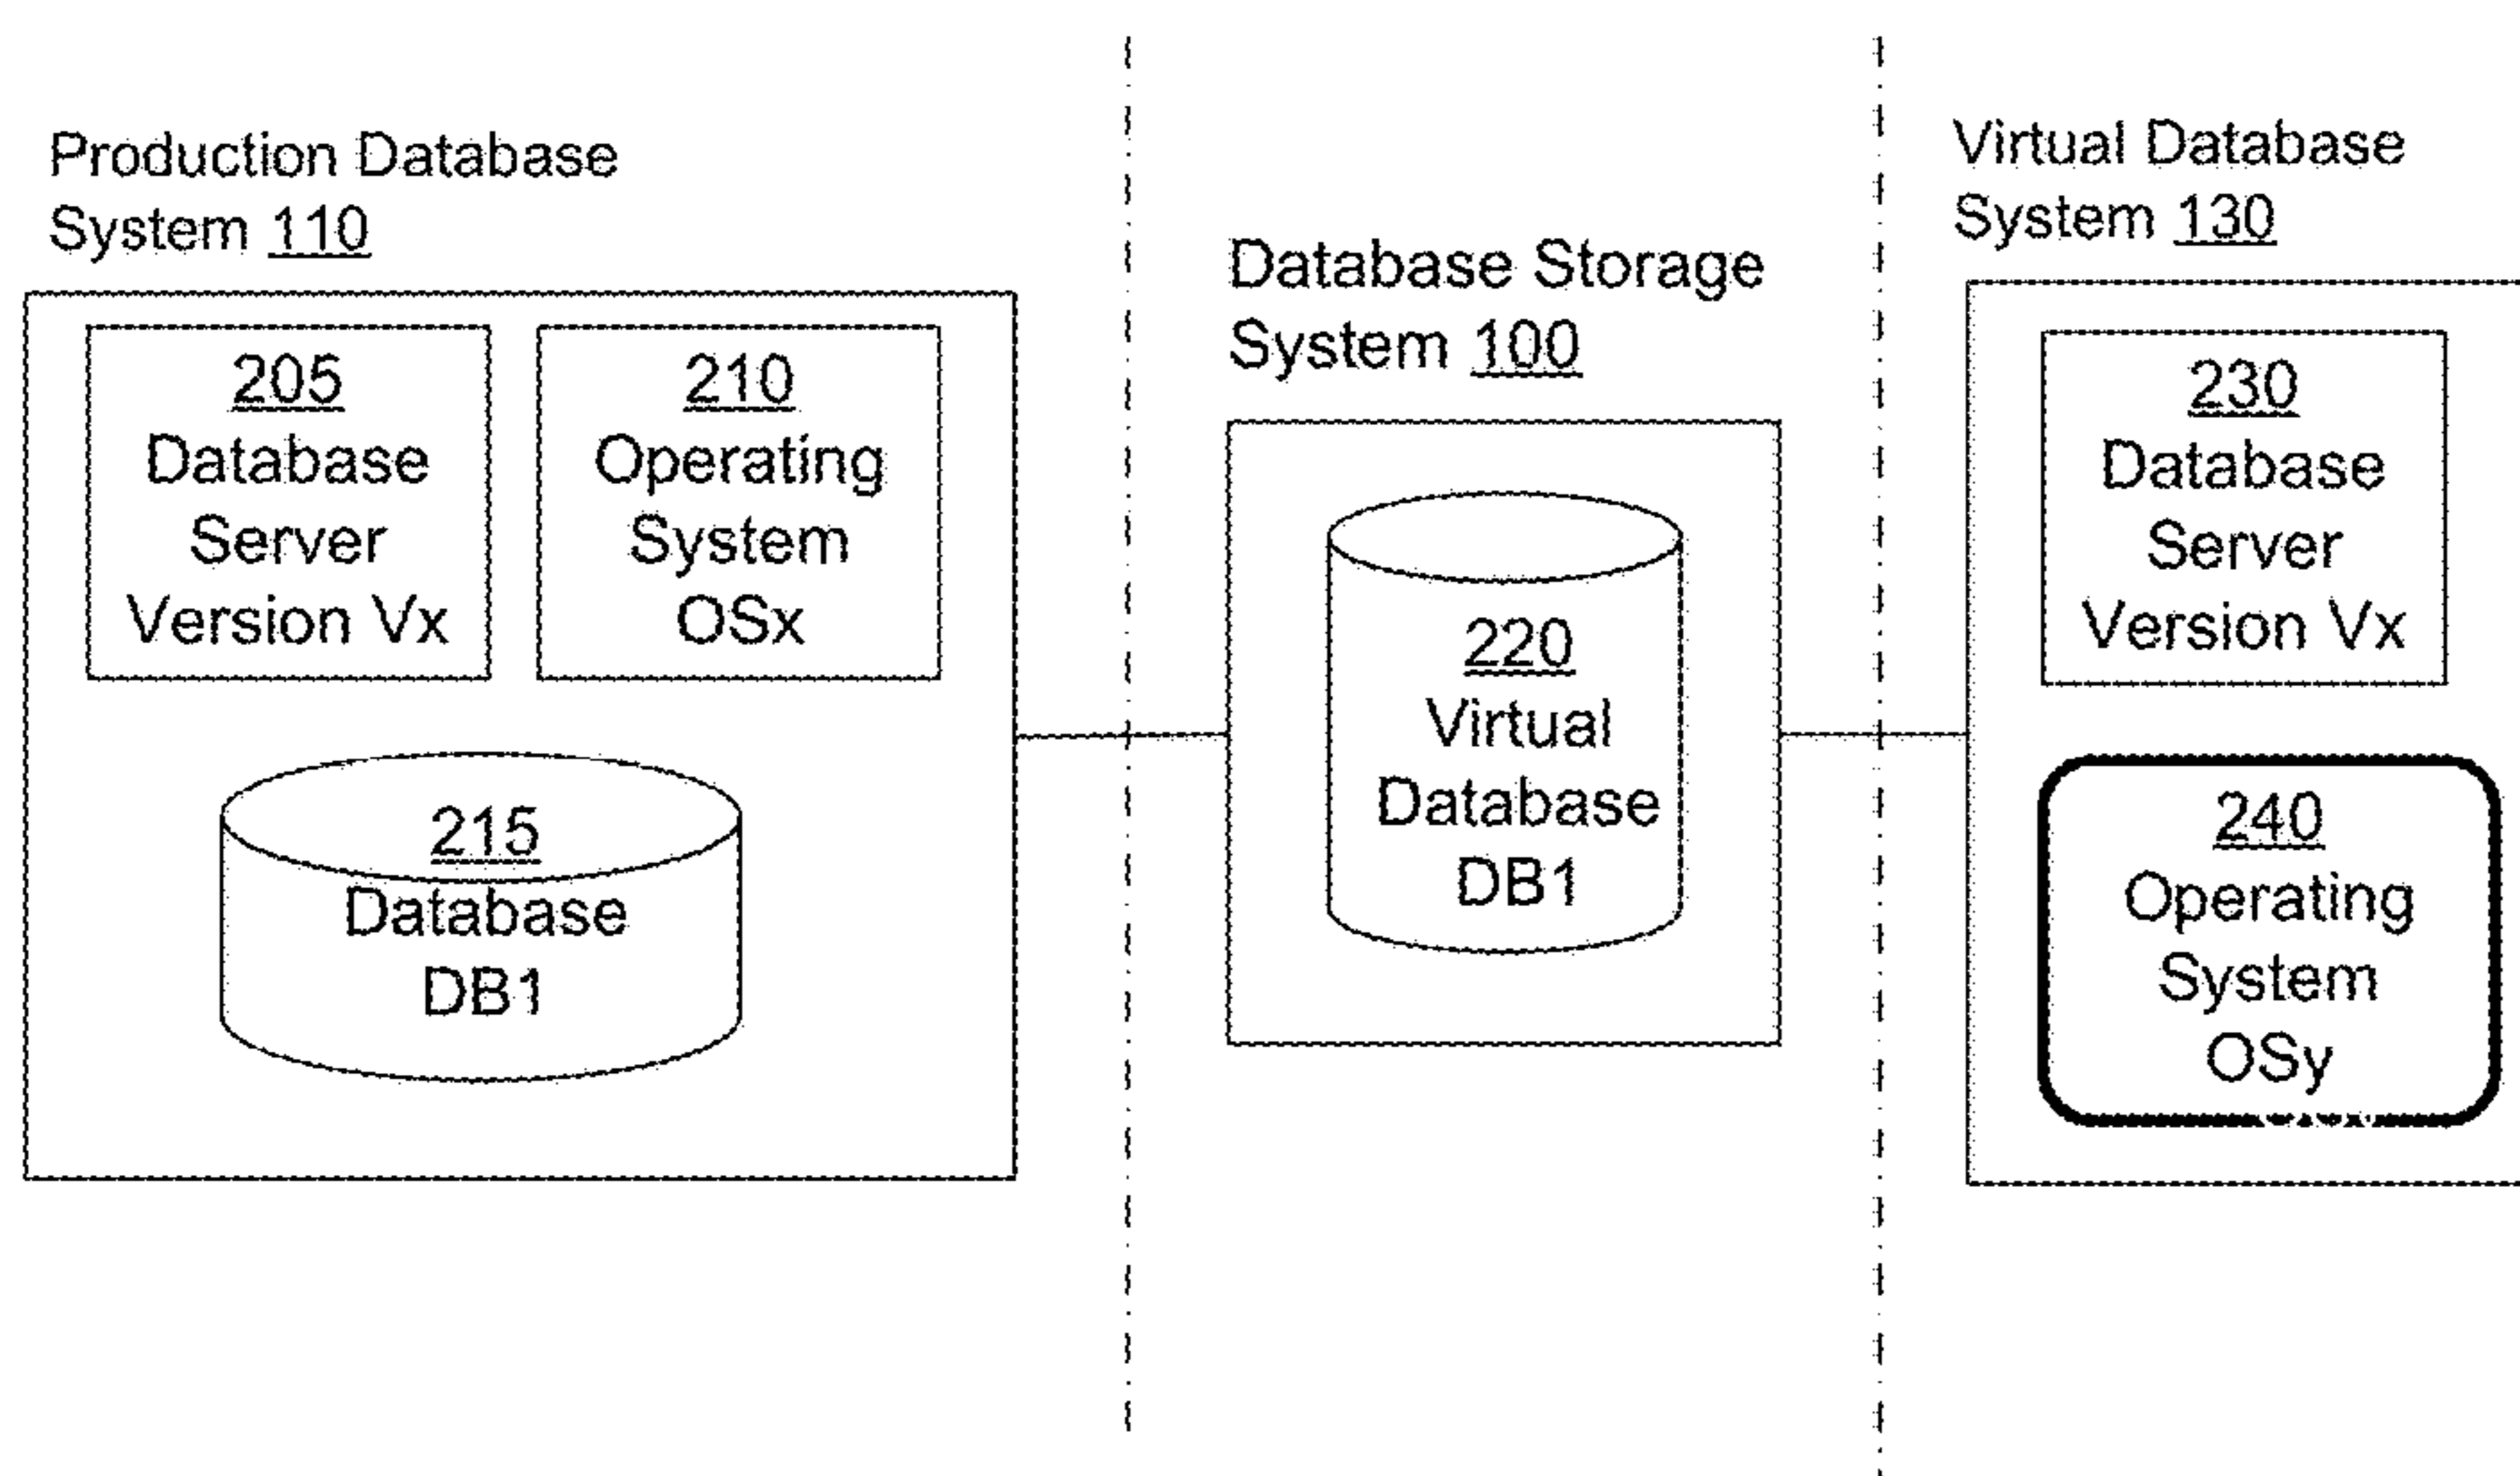 Production Database
System 110
205
Database
Server
Version Vx
210
Operating
System
OSx
215
Database
DB1
Database Storage
System 100
220
Virtual
Database
DB1
Virtual Database
System 130
230
Database
Server
Version Vx
240
Operating
System
OSy